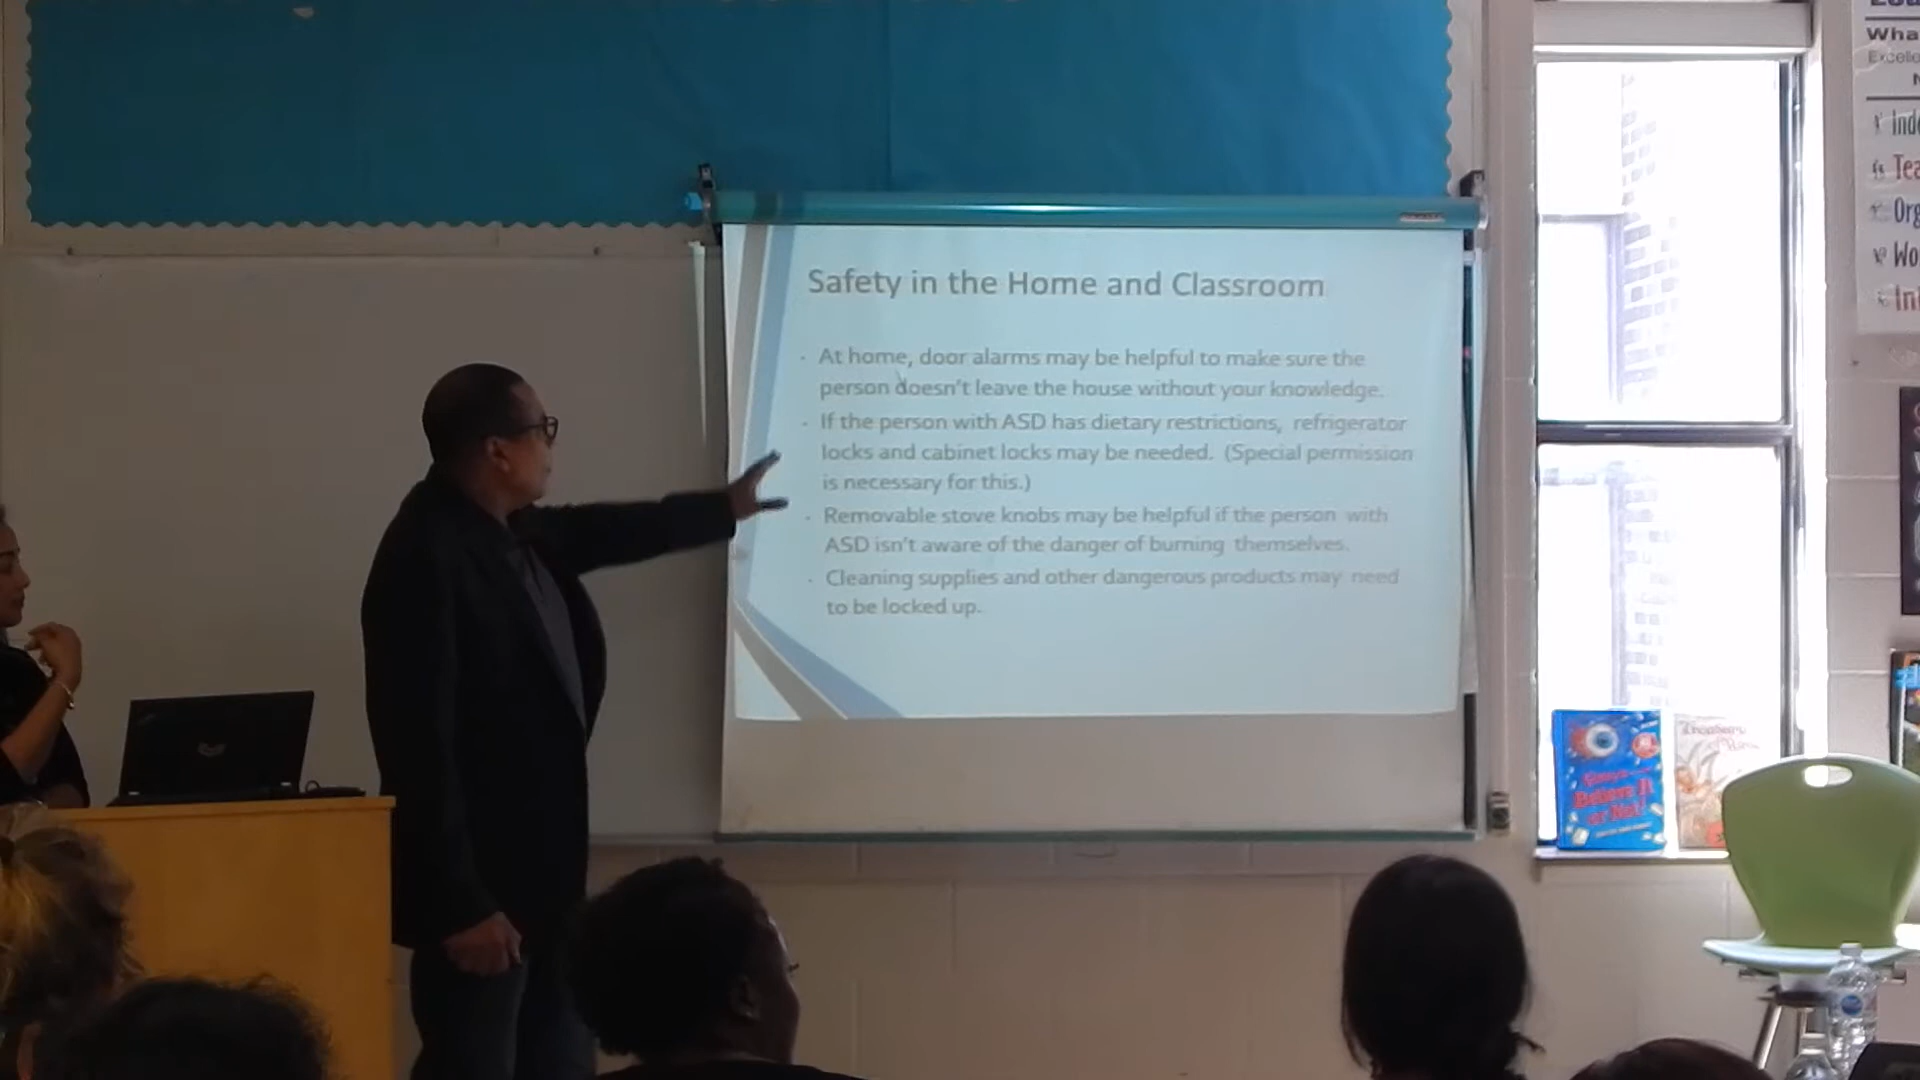 Safety in the Home and Classroom
· At home, door alarms may be helpful to make sure the
person doesn't leave the house without your knowledge.
· If the person with ASD has dietary restrictions, refrigerator
locks and cabinet locks may be needed. (Special permission
is necessary for this.)
· Removable stove knobs may be helpful if the person with
ASD isn't aware of the danger of burning themselves.
· Cleaning supplies and other dangerous products may need
to be locked up.
Believe It
or Not!